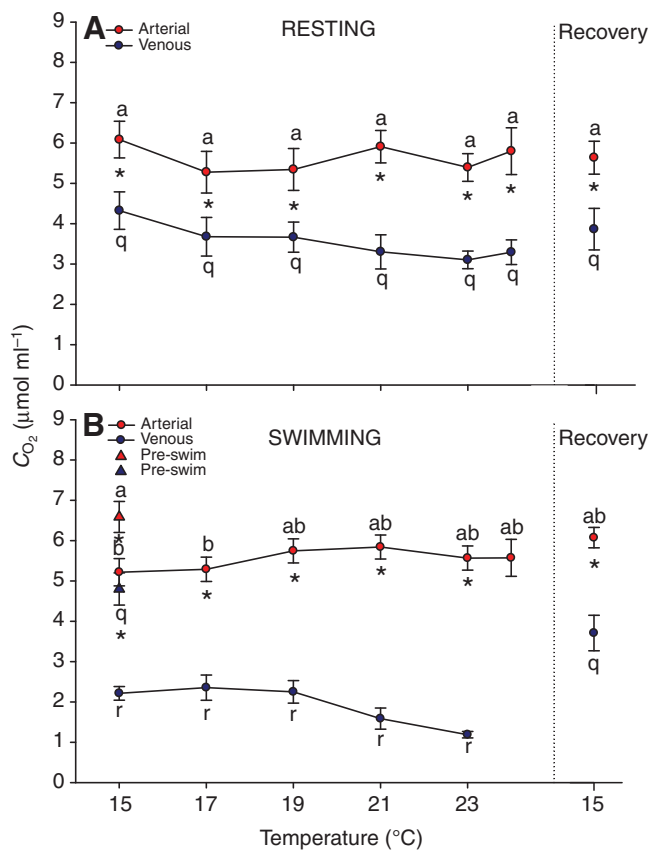 A
Arterial
Venous
RESTING
Recovery
9
8
7
6
5
4
3
2
1
0
a a a a a a a
* * * * * * *
q q q q q q q
C_{O_2} (μmol ml⁻¹)
B
Arterial
Venous
Pre-swim
Pre-swim
SWIMMING
Recovery
9
8
7
6
5
4
3
2
1
0
a
*
b b ab ab ab ab ab
* * * * *
q
*
q
r r r r r
15 17 19 21 23 15
Temperature (°C)